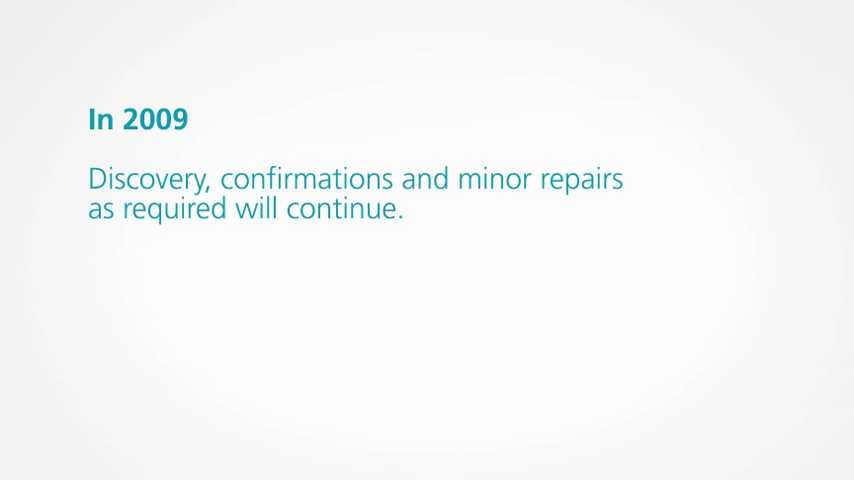 In 2009
Discovery, confirmations and minor repairs
as required will continue.